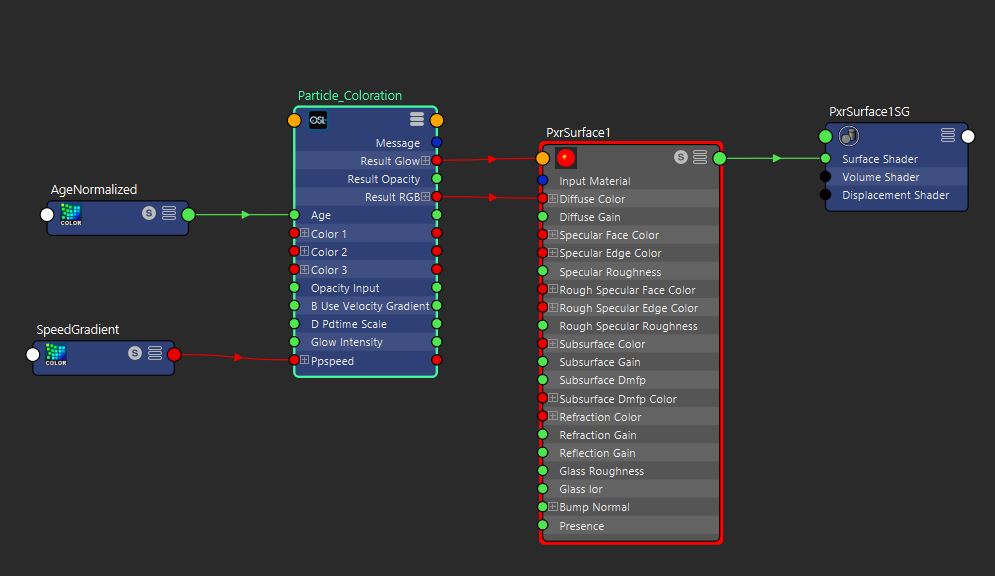 AgeNormalized
COLOR
S
SpeedGradient
COLOR
S
Particle_Coloration
OSL
Message
Result Glow
Result Opacity
Result RGB
Age
Color 1
Color 2
Color 3
Opacity Input
B Use Velocity Gradient
D Pdtime Scale
Glow Intensity
Ppspeed
PxrSurface1
S
Input Material
Diffuse Color
Diffuse Gain
Specular Face Color
Specular Edge Color
Specular Roughness
Rough Specular Face Color
Rough Specular Edge Color
Rough Specular Roughness
Subsurface Color
Subsurface Gain
Subsurface Dmfp
Subsurface Dmfp Color
Refraction Color
Refraction Gain
Reflection Gain
Glass Roughness
Glass Ior
Bump Normal
Presence
PxrSurface1SG
Surface Shader
Volume Shader
Displacement Shader